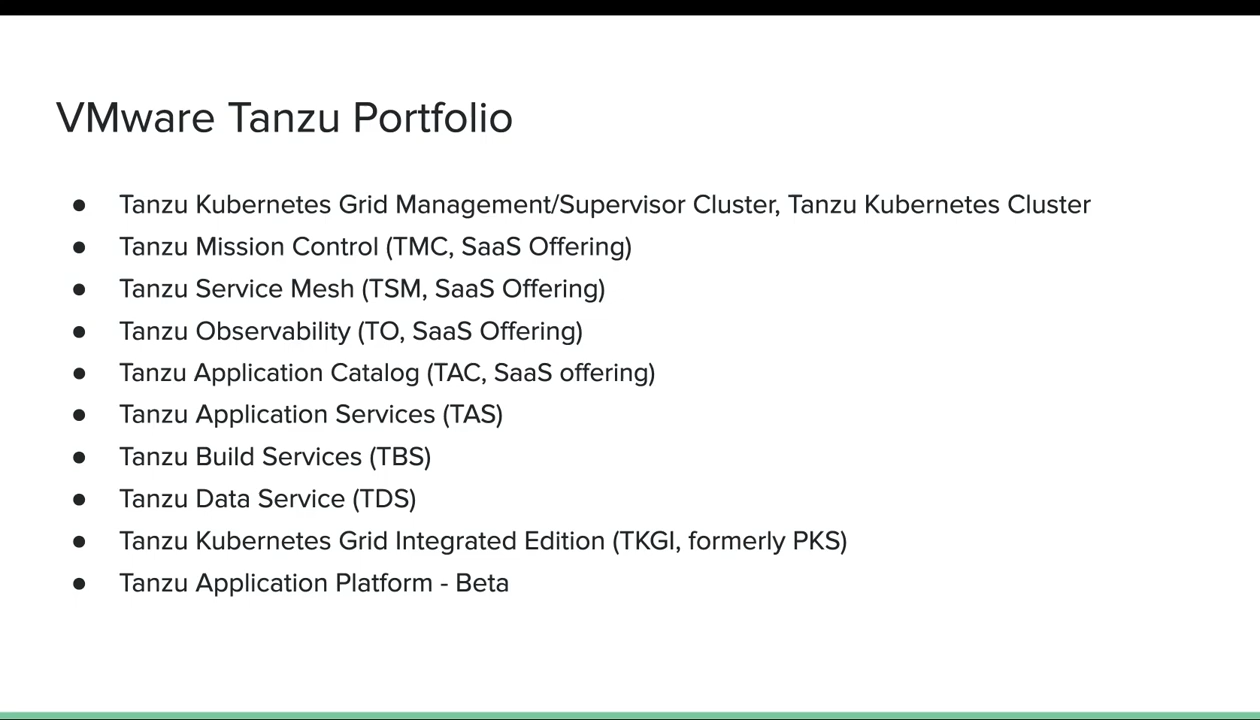 VMware Tanzu Portfolio
● Tanzu Kubernetes Grid Management/Supervisor Cluster, Tanzu Kubernetes Cluster
● Tanzu Mission Control (TMC, SaaS Offering)
● Tanzu Service Mesh (TSM, SaaS Offering)
● Tanzu Observability (TO, SaaS Offering)
● Tanzu Application Catalog (TAC, SaaS offering)
● Tanzu Application Services (TAS)
● Tanzu Build Services (TBS)
● Tanzu Data Service (TDS)
● Tanzu Kubernetes Grid Integrated Edition (TKGI, formerly PKS)
● Tanzu Application Platform - Beta